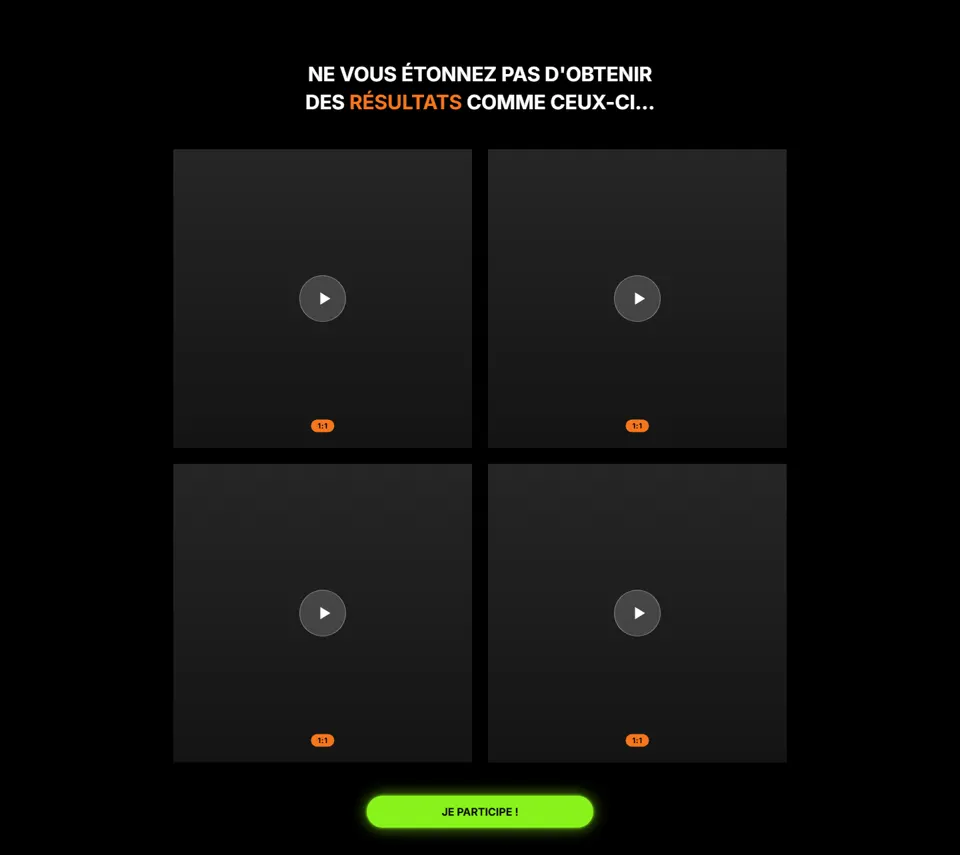 NE VOUS ÉTONNEZ PAS D'OBTENIR
DES RÉSULTATS COMME CEUX-CI...
1:1
1:1
1:1
1:1
JE PARTICIPE !